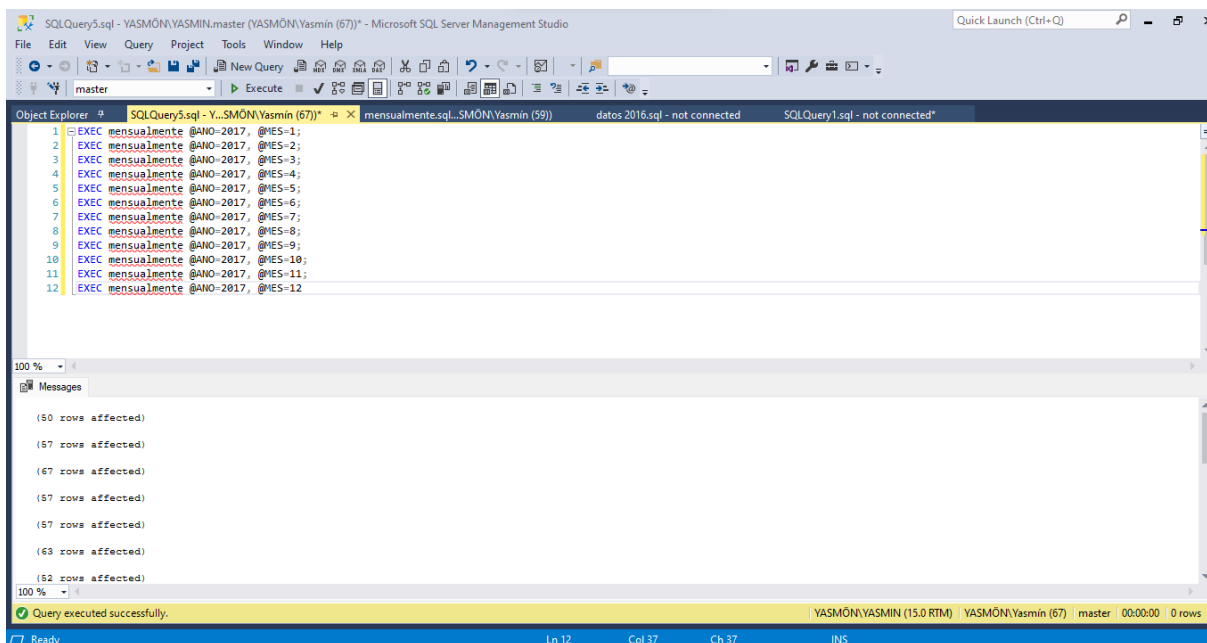 SQLQuery5.sql - YASMÖN\YASMIN.master (YASMÖN\Yasmín (67))* - Microsoft SQL Server Management Studio
Quick Launch (Ctrl+Q)
File Edit View Query Project Tools Window Help
New Query MDX DMX XMLA DAX
master Execute
Object Explorer SQLQuery5.sql - Y...SMÖN\Yasmín (67))* mensualmente.sql...SMÖN\Yasmín (59)) datos 2016.sql - not connected SQLQuery1.sql - not connected*
1 EXEC mensualmente @ANO=2017, @MES=1;
2 EXEC mensualmente @ANO=2017, @MES=2;
3 EXEC mensualmente @ANO=2017, @MES=3;
4 EXEC mensualmente @ANO=2017, @MES=4;
5 EXEC mensualmente @ANO=2017, @MES=5;
6 EXEC mensualmente @ANO=2017, @MES=6;
7 EXEC mensualmente @ANO=2017, @MES=7;
8 EXEC mensualmente @ANO=2017, @MES=8;
9 EXEC mensualmente @ANO=2017, @MES=9;
10 EXEC mensualmente @ANO=2017, @MES=10;
11 EXEC mensualmente @ANO=2017, @MES=11;
12 EXEC mensualmente @ANO=2017, @MES=12
100 %
Messages
(50 rows affected)
(57 rows affected)
(67 rows affected)
(57 rows affected)
(57 rows affected)
(63 rows affected)
(52 rows affected)
100 %
Query executed successfully. YASMÖN\YASMIN (15.0 RTM) YASMÖN\Yasmín (67) master 00:00:00 0 rows
Ready Ln 12 Col 37 Ch 37 INS